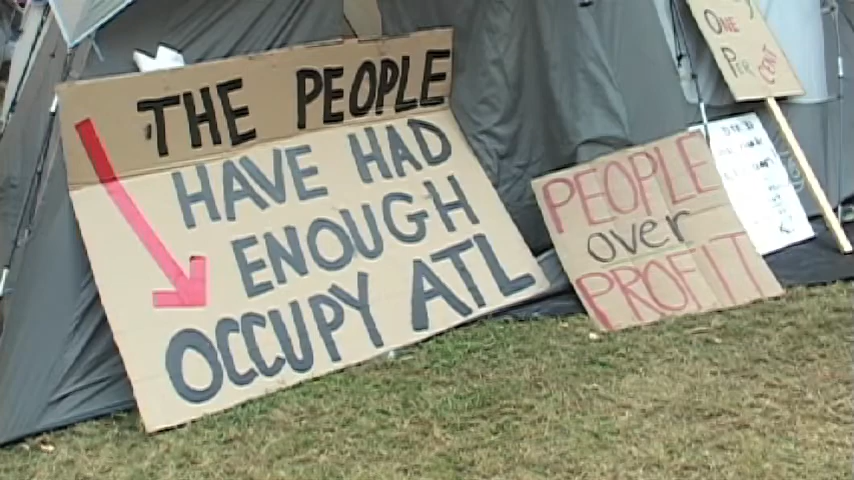 THE PEOPLE
HAVE HAD
ENOUGH
OCCUPY ATL
PEOPLE
over
PROFIT
ONE
PER CENT